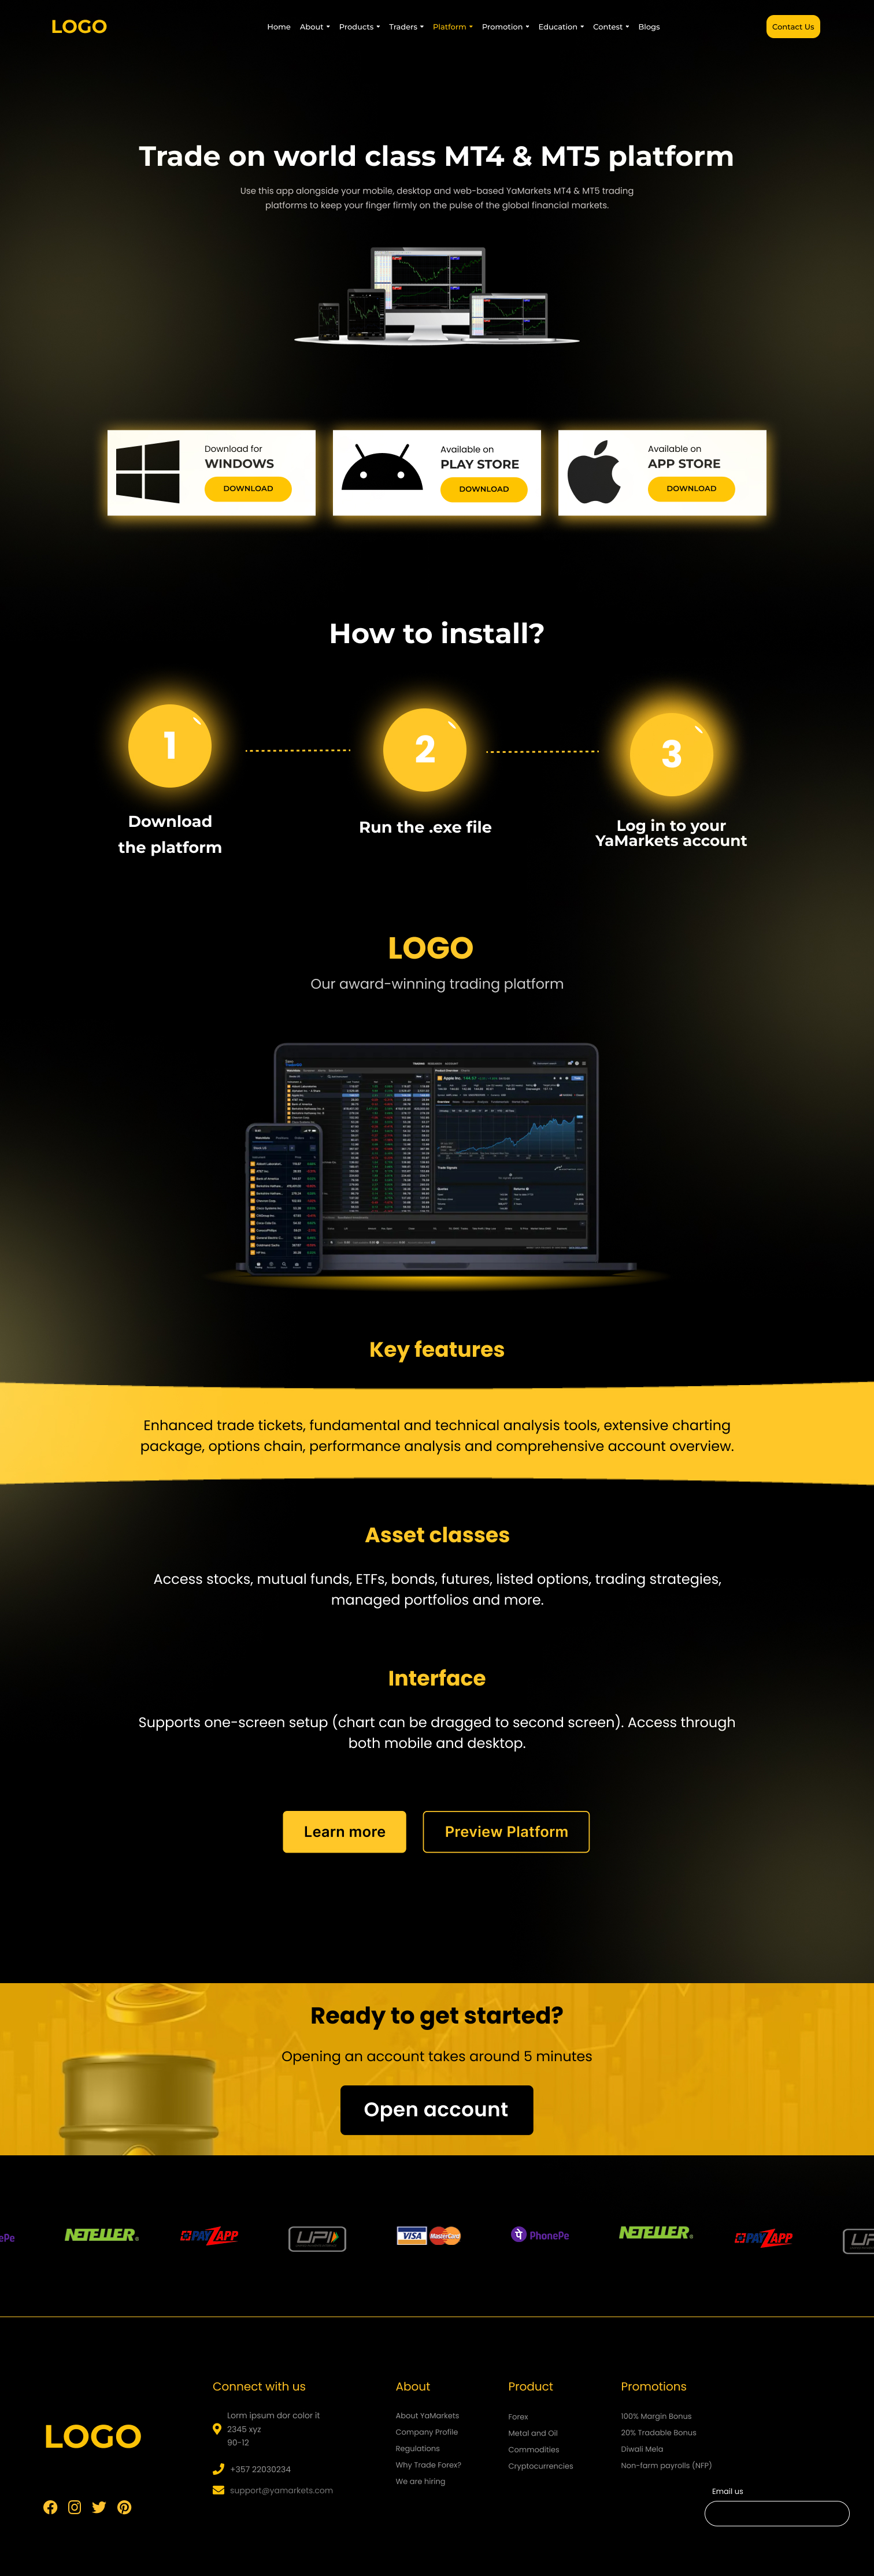 LOGO
Home About Products Traders Platform Promotion Education Contest Blogs
Contact Us
Trade on world class MT4 & MT5 platform
Use this app alongside your mobile, desktop and web-based YaMarkets MT4 & MT5 trading
platforms to keep your finger firmly on the pulse of the global financial markets.
Download for
WINDOWS
DOWNLOAD
Available on
PLAY STORE
DOWNLOAD
Available on
APP STORE
DOWNLOAD
How to install?
1
2
3
Download
the platform
Run the .exe file
Log in to your
YaMarkets account
LOGO
Our award-winning trading platform
Key features
Enhanced trade tickets, fundamental and technical analysis tools, extensive charting
package, options chain, performance analysis and comprehensive account overview.
Asset classes
Access stocks, mutual funds, ETFs, bonds, futures, listed options, trading strategies,
managed portfolios and more.
Interface
Supports one-screen setup (chart can be dragged to second screen). Access through
both mobile and desktop.
Learn more
Preview Platform
Ready to get started?
Opening an account takes around 5 minutes
Open account
ePe
NETELLER
PAYZAPP
UPI
VISA MasterCard
PhonePe
NETELLER
PAYZAPP
UP
LOGO
Connect with us
Lorm ipsum dor color it
2345 xyz
90-12
+357 22030234
support@yamarkets.com
About
About YaMarkets
Company Profile
Regulations
Why Trade Forex?
We are hiring
Product
Forex
Metal and Oil
Commodities
Cryptocurrencies
Promotions
100% Margin Bonus
20% Tradable Bonus
Diwali Mela
Non-farm payrolls (NFP)
Email us